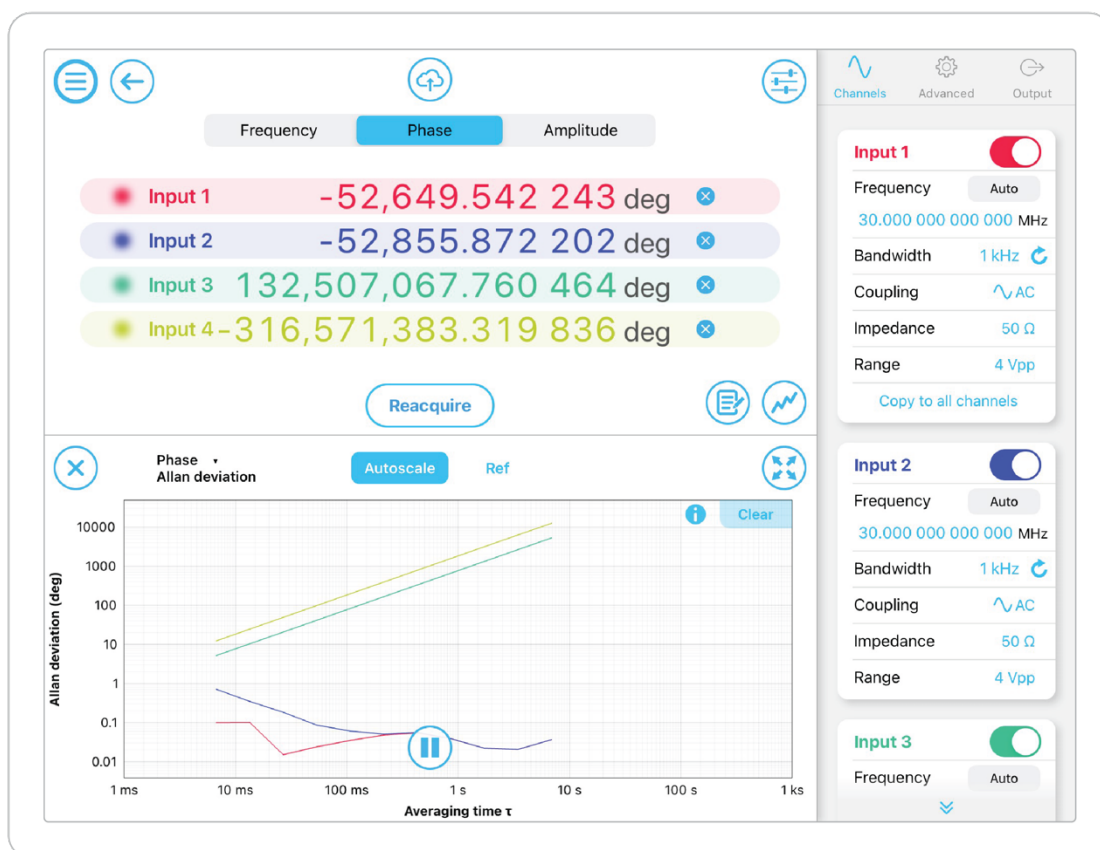 Frequency Phase Amplitude
Input 1 -52,649.542 243 deg
Input 2 -52,855.872 202 deg
Input 3 132,507,067.760 464 deg
Input 4 -316,571,383.319 836 deg
Reacquire
Phase
Allan deviation
Autoscale Ref
Clear
Allan deviation (deg)
10000
1000
100
10
1
0.1
0.01
1 ms 10 ms 100 ms 1 s 10 s 100 s 1 ks
Averaging time τ
Channels Advanced Output
Input 1
Frequency Auto
30.000 000 000 000 MHz
Bandwidth 1 kHz
Coupling AC
Impedance 50 Ω
Range 4 Vpp
Copy to all channels
Input 2
Frequency Auto
30.000 000 000 000 MHz
Bandwidth 1 kHz
Coupling AC
Impedance 50 Ω
Range 4 Vpp
Input 3
Frequency Auto